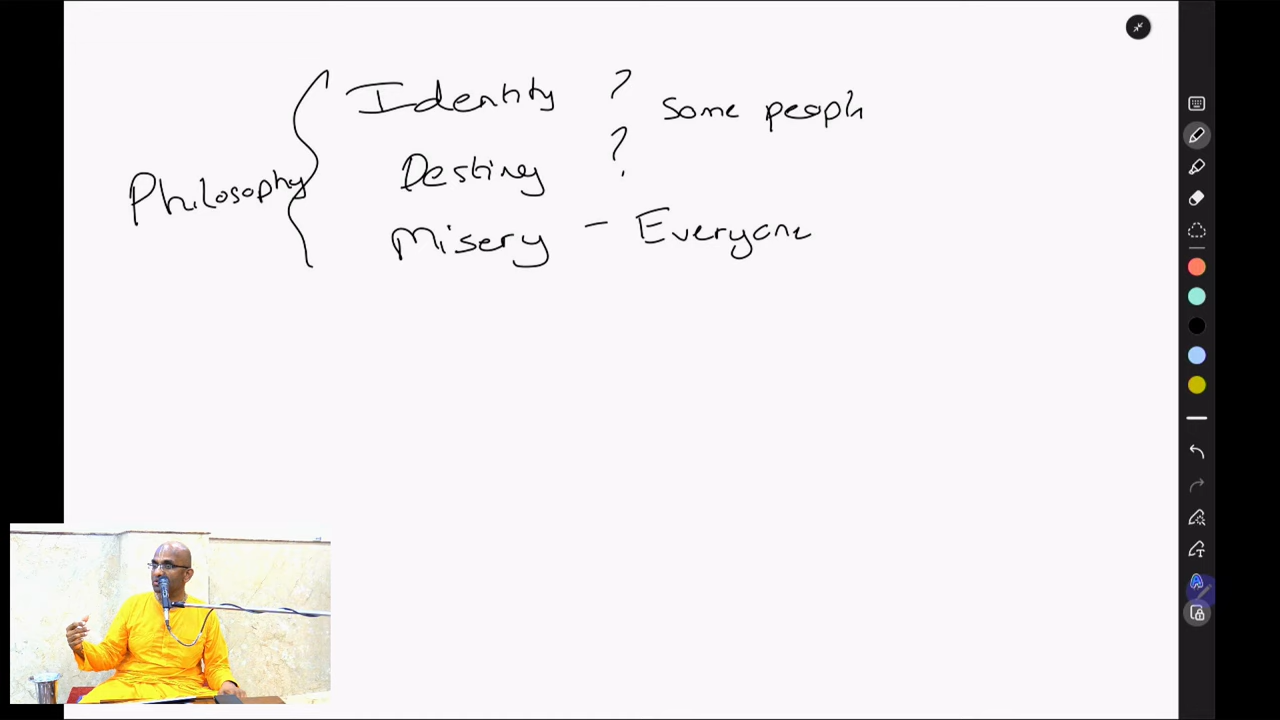 Identity ? some people
Philosophy { Destiny ?
Misery - Everyone